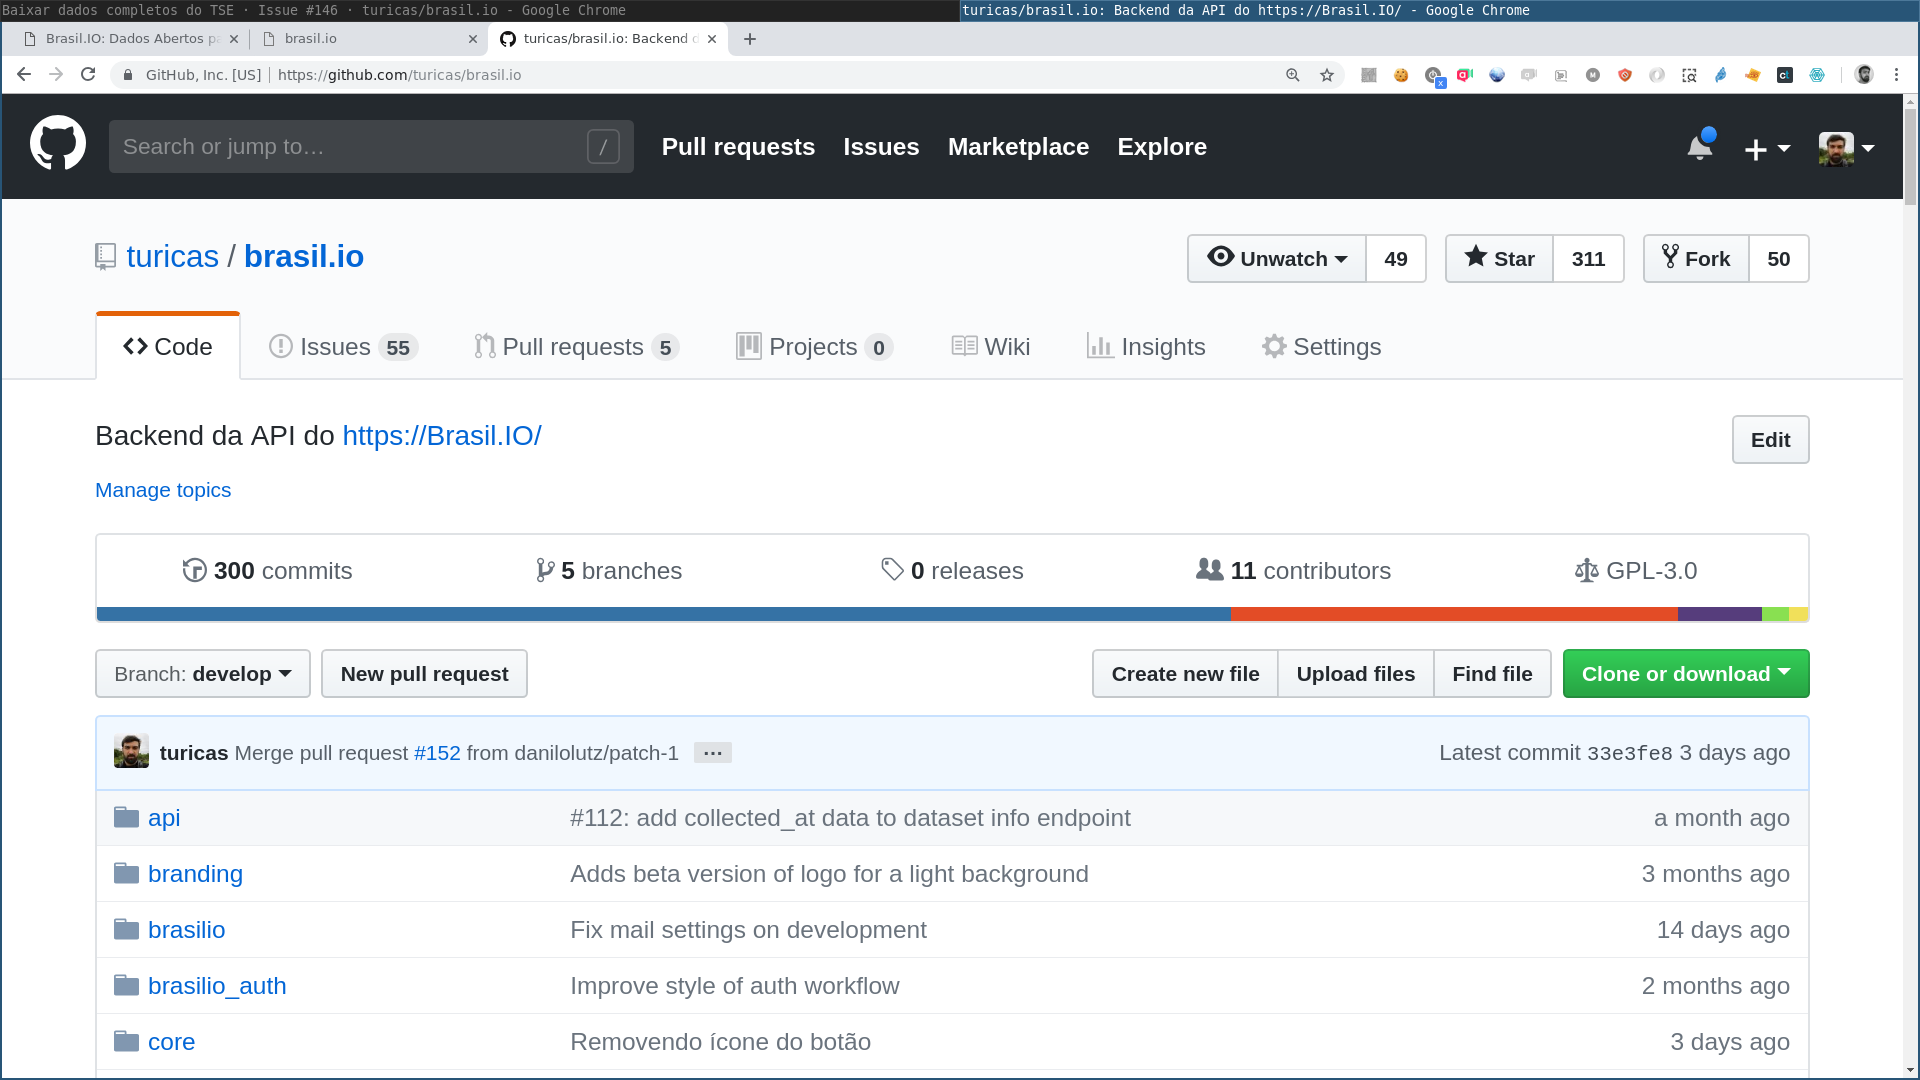 Baixar dados completos do TSE · Issue #146 · turicas/brasil.io - Google Chrome
turicas/brasil.io: Backend da API do https://Brasil.IO/ - Google Chrome
Brasil.IO: Dados Abertos pa
brasil.io
turicas/brasil.io: Backend d
GitHub, Inc. [US] https://github.com/turicas/brasil.io
Search or jump to… /
Pull requests Issues Marketplace Explore
turicas / brasil.io
Unwatch 49
Star 311
Fork 50
Code
Issues 55
Pull requests 5
Projects 0
Wiki
Insights
Settings
Backend da API do https://Brasil.IO/
Edit
Manage topics
300 commits
5 branches
0 releases
11 contributors
GPL-3.0
Branch: develop
New pull request
Create new file
Upload files
Find file
Clone or download
turicas Merge pull request #152 from danilolutz/patch-1 …
Latest commit 33e3fe8 3 days ago
api #112: add collected_at data to dataset info endpoint a month ago
branding Adds beta version of logo for a light background 3 months ago
brasilio Fix mail settings on development 14 days ago
brasilio_auth Improve style of auth workflow 2 months ago
core Removendo ícone do botão 3 days ago